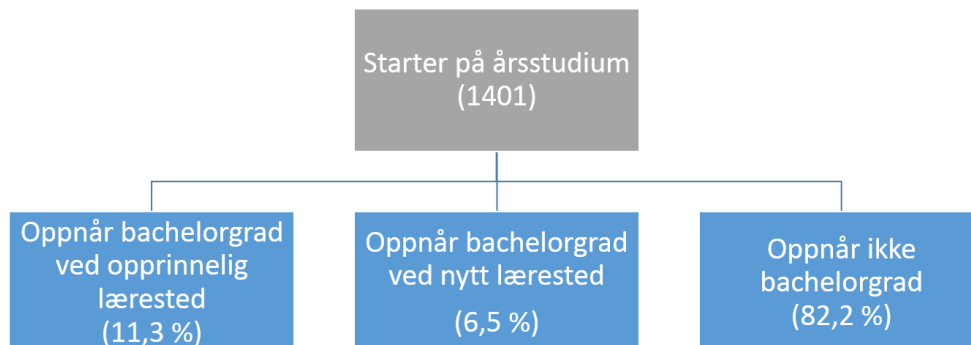 Starter på årsstudium
(1401)
Oppnår bachelorgrad
ved opprinnelig
lærested
(11,3 %)
Oppnår bachelorgrad
ved nytt lærested
(6,5 %)
Oppnår ikke
bachelorgrad
(82,2 %)